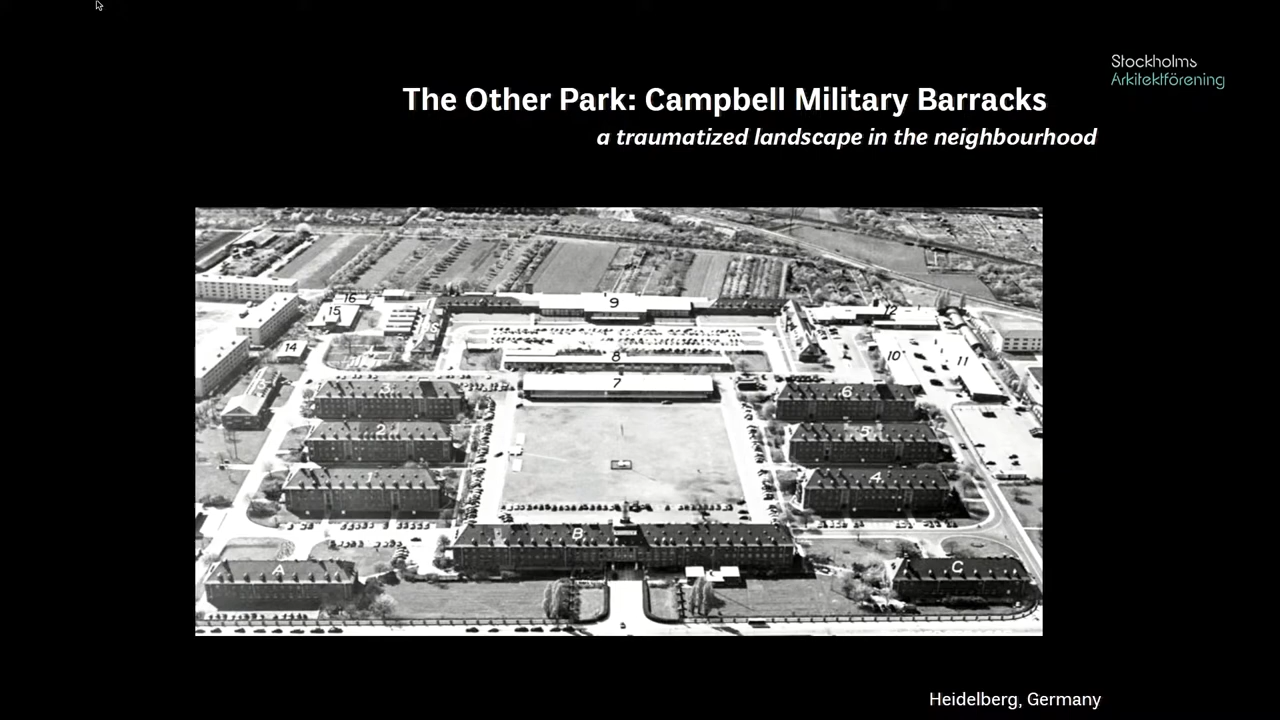 Stockholms
Arkitektförening
The Other Park: Campbell Military Barracks
a traumatized landscape in the neighbourhood
9
16
15
12
14
8
10
11
7
3
6
2
5
1
4
B
A
C
Heidelberg, Germany